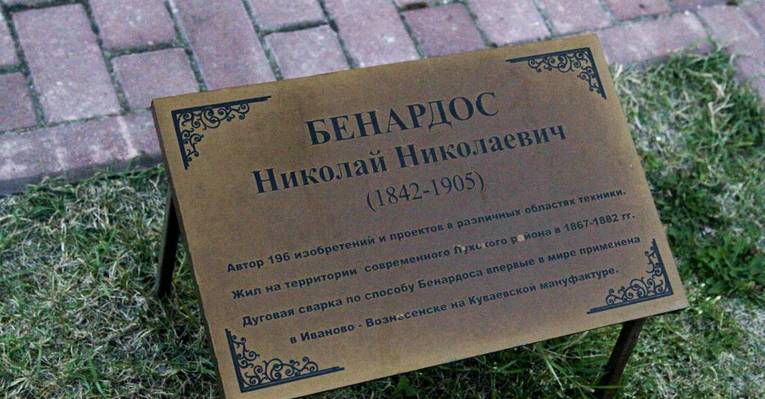 БЕНАРДОС
Николай Николаевич
(1842-1905)
Автор 196 изобретений и проектов в различных областях техники.
Жил на территории современного Пухского района в 1867-1882 гг.
Дуговая сварка по способу Бенардоса впервые в мире применена
в Иваново - Вознесенске на Куваевской мануфактуре.